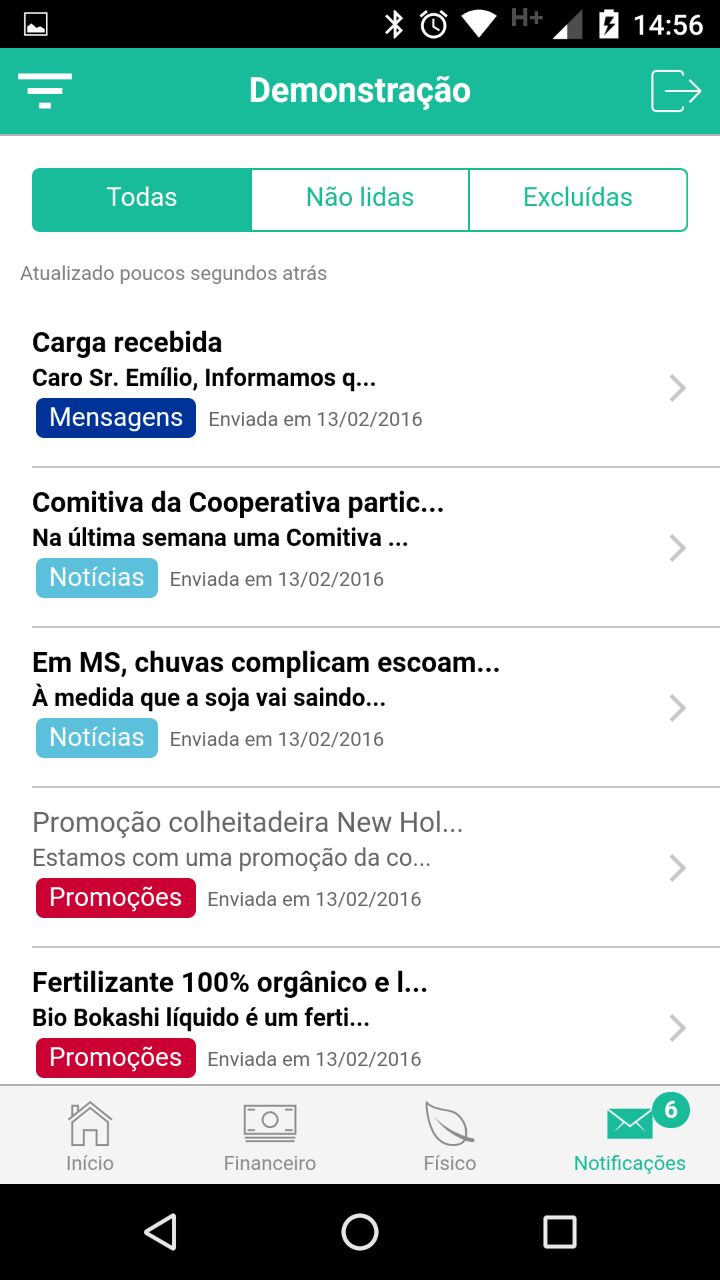 H+ 14:56
Demonstração
Todas Não lidas Excluídas
Atualizado poucos segundos atrás
Carga recebida
Caro Sr. Emílio, Informamos q...
Mensagens Enviada em 13/02/2016
Comitiva da Cooperativa partic...
Na última semana uma Comitiva ...
Notícias Enviada em 13/02/2016
Em MS, chuvas complicam escoam...
À medida que a soja vai saindo...
Notícias Enviada em 13/02/2016
Promoção colheitadeira New Hol...
Estamos com uma promoção da co...
Promoções Enviada em 13/02/2016
Fertilizante 100% orgânico e l...
Bio Bokashi líquido é um ferti...
Promoções Enviada em 13/02/2016
6
Início Financeiro Físico Notificações